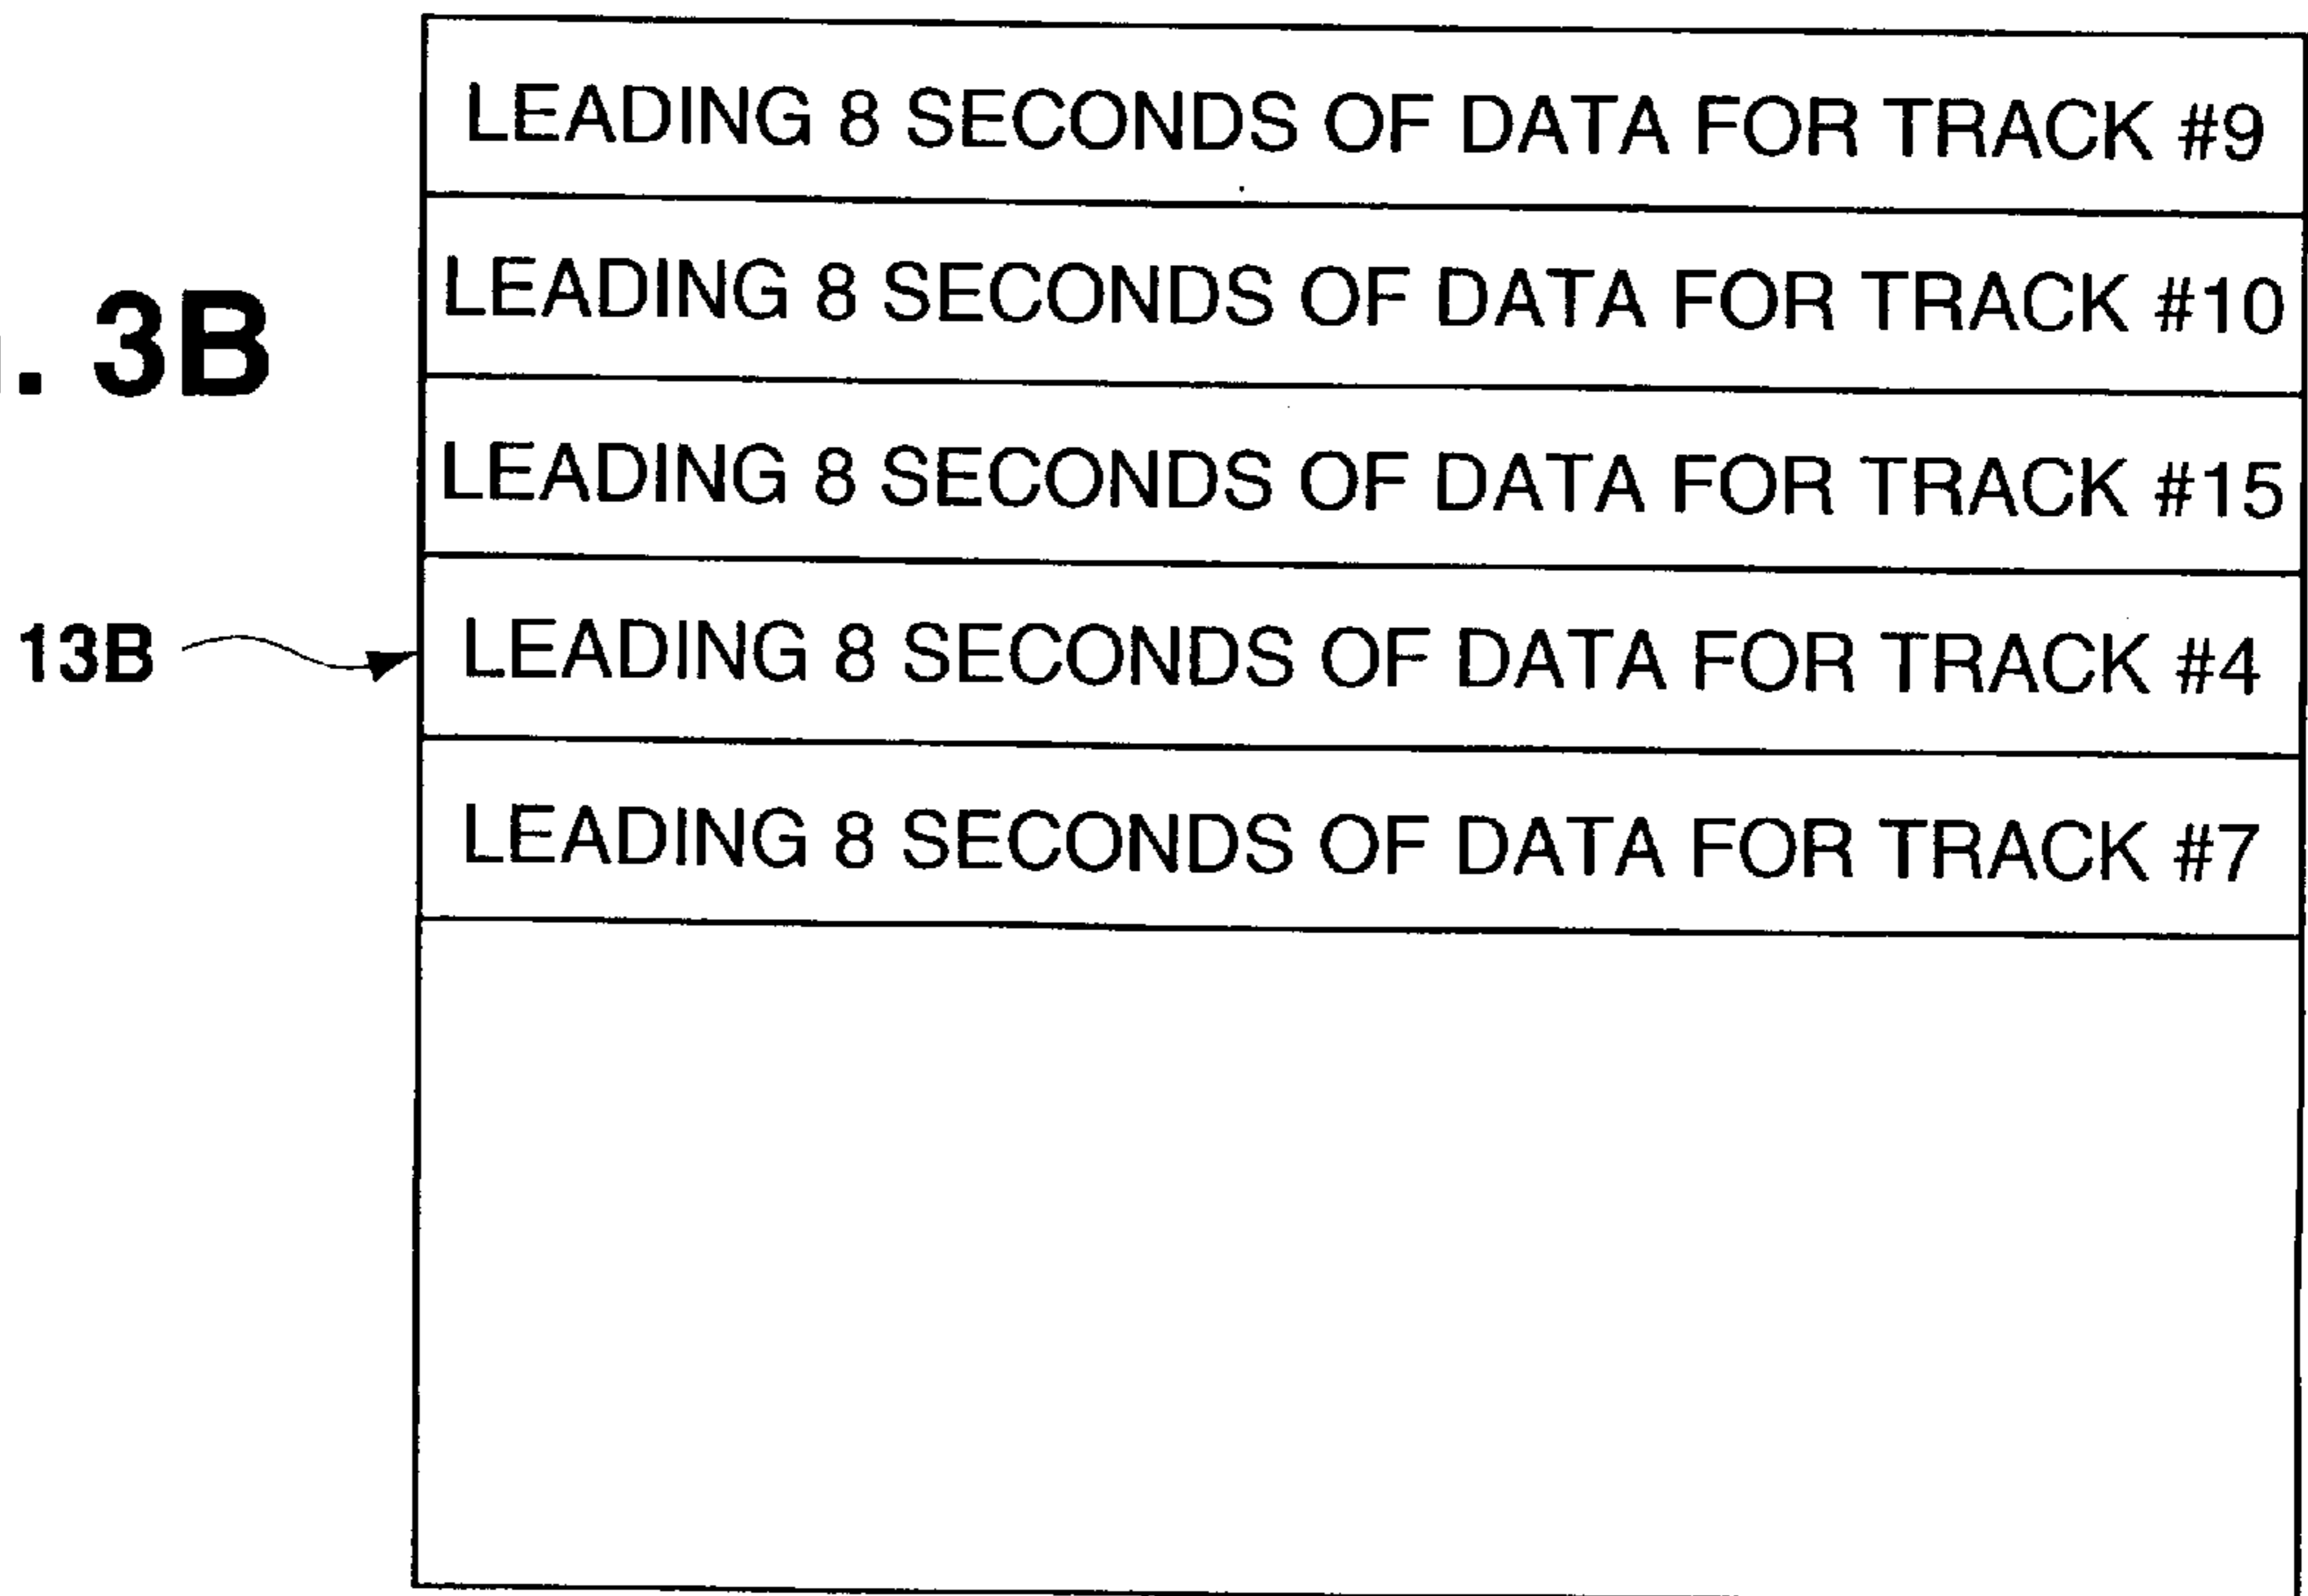 LEADING 8 SECONDS OF DATA FOR TRACK #9
LEADING 8 SECONDS OF DATA FOR TRACK #10
. 3B
LEADING 8 SECONDS OF DATA FOR TRACK #15
13B
LEADING 8 SECONDS OF DATA FOR TRACK #4
LEADING 8 SECONDS OF DATA FOR TRACK #7